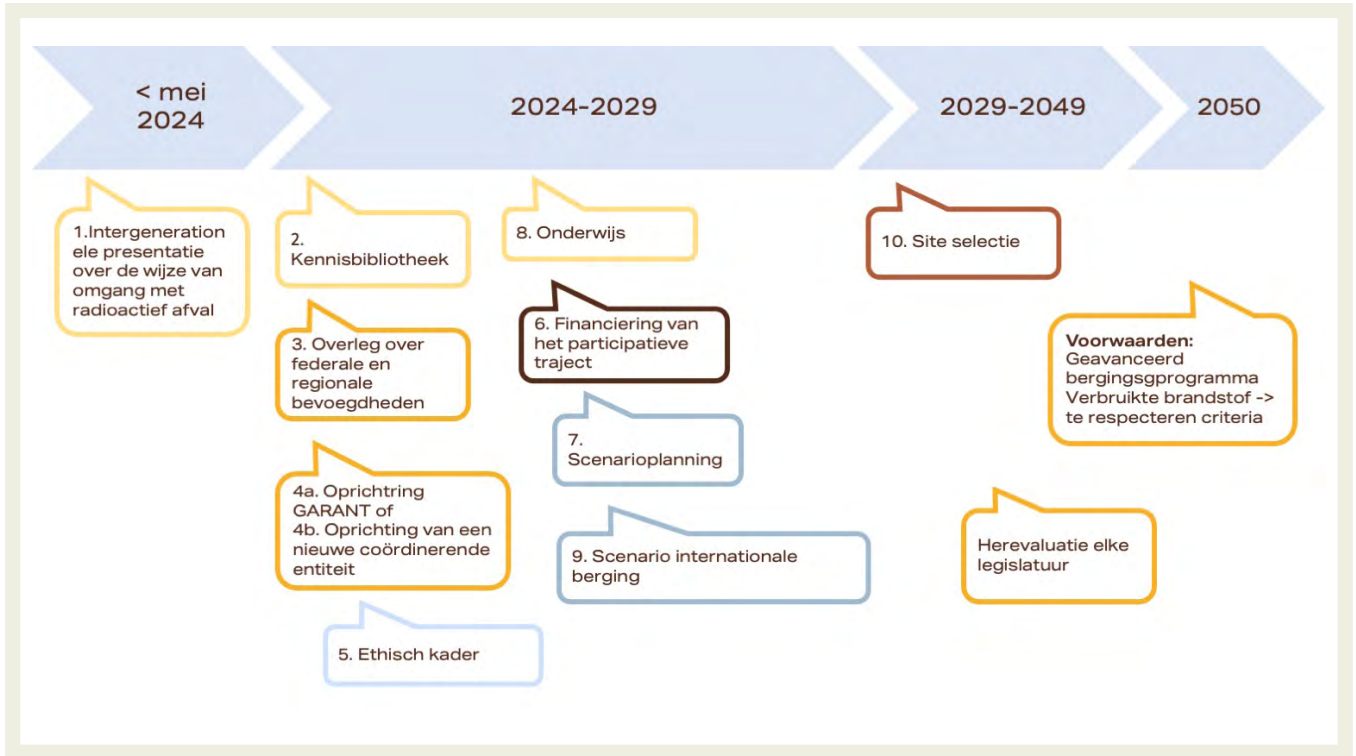 < mei
2024
2024-2029
2029-2049
2050
1.Intergeneration
ele presentatie
over de wijze van
omgang met
radioactief afval
2.
Kennisbibliotheek
8. Onderwijs
10. Site selectie
3. Overleg over
federale en
regionale
bevoegdheden
6. Financiering van
het participatieve
traject
Voorwaarden:
Geavanceerd
bergingsgprogramma
Verbruikte brandstof ->
te respecteren criteria
4a. Oprichtring
GARANT of
4b. Oprichting van een
nieuwe coördinerende
entiteit
7.
Scenarioplanning
9. Scenario internationale
berging
Herevaluatie elke
legislatuur
5. Ethisch kader